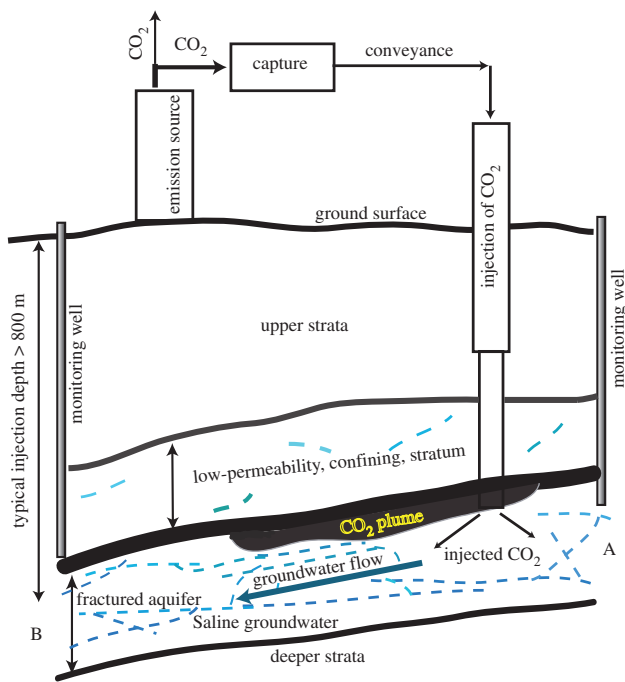 CO2
CO2
capture
conveyance
emission source
injection of CO2
ground surface
monitoring well
monitoring well
typical injection depth > 800 m
upper strata
low-permeability, confining, stratum
CO2 plume
injected CO2
A
groundwater flow
fractured aquifer
Saline groundwater
B
deeper strata